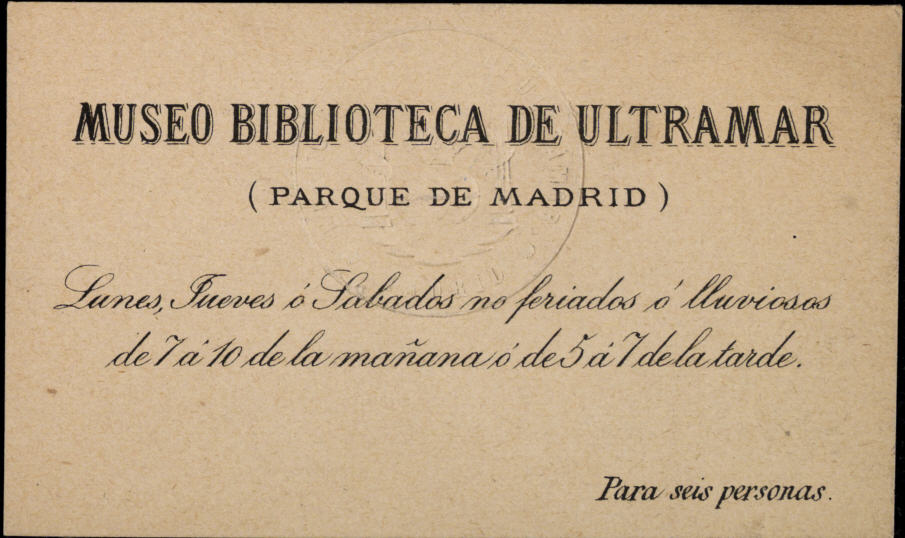 MUSEO BIBLIOTECA DE ULTRAMAR
(PARQUE DE MADRID)
Lunes, Jueves ó Sabados no feriados ó lluviosos
de 7 á 10 de la mañana ó de 5 á 7 de la tarde.
Para seis personas.